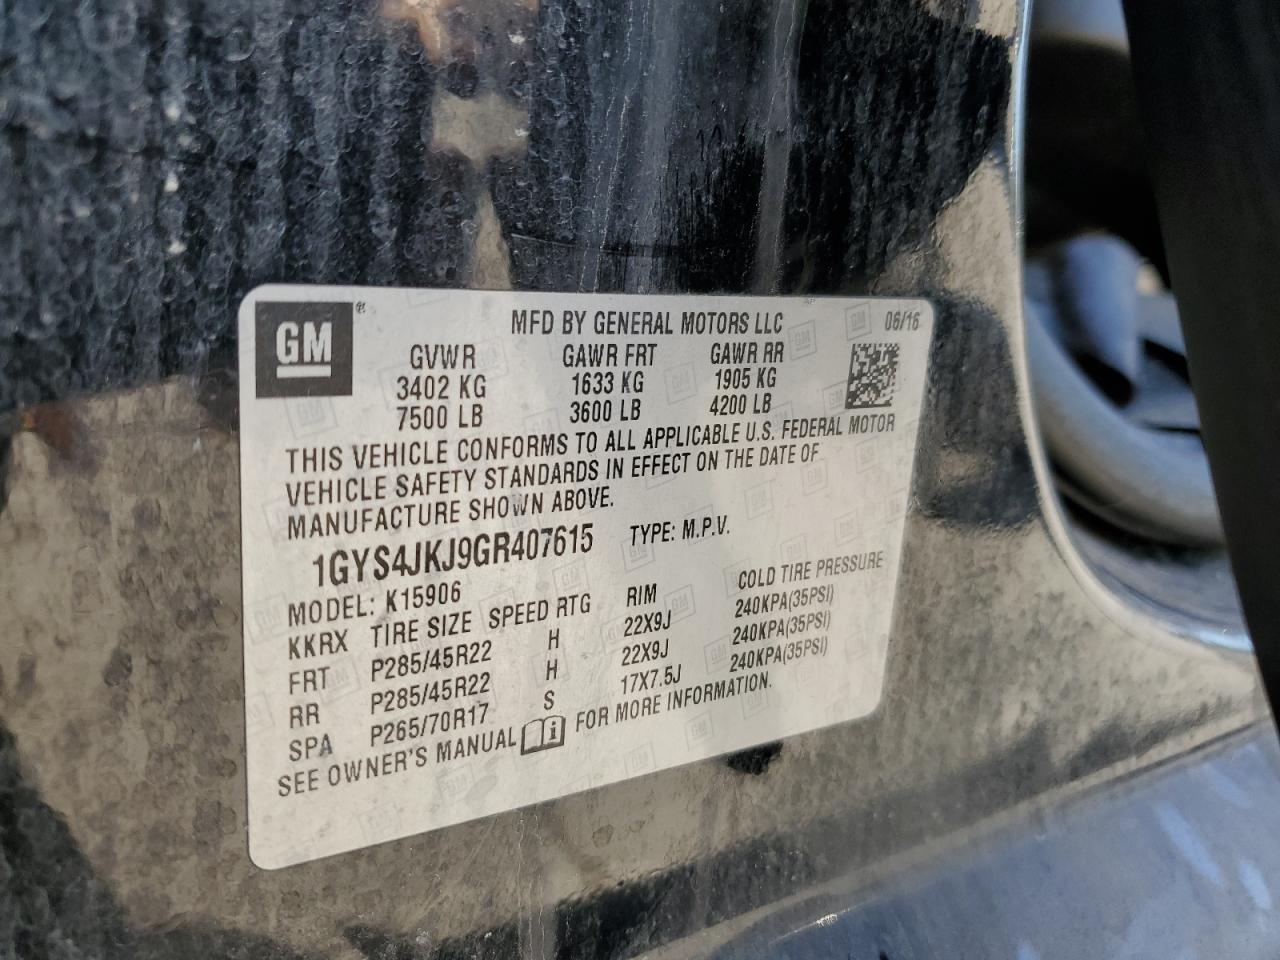 GM
MFD BY GENERAL MOTORS LLC 06/16
GVWR GAWR FRT GAWR RR
3402 KG 1633 KG 1905 KG
7500 LB 3600 LB 4200 LB
THIS VEHICLE CONFORMS TO ALL APPLICABLE U.S. FEDERAL MOTOR
VEHICLE SAFETY STANDARDS IN EFFECT ON THE DATE OF
MANUFACTURE SHOWN ABOVE.
1GYS4JKJ9GR407615 TYPE: M.P.V.
MODEL: K15906
KKRX TIRE SIZE SPEED RTG RIM COLD TIRE PRESSURE
FRT P285/45R22 H 22X9J 240KPA(35PSI)
RR P285/45R22 H 22X9J 240KPA(35PSI)
SPA P265/70R17 S 17X7.5J 240KPA(35PSI)
SEE OWNER'S MANUAL FOR MORE INFORMATION.